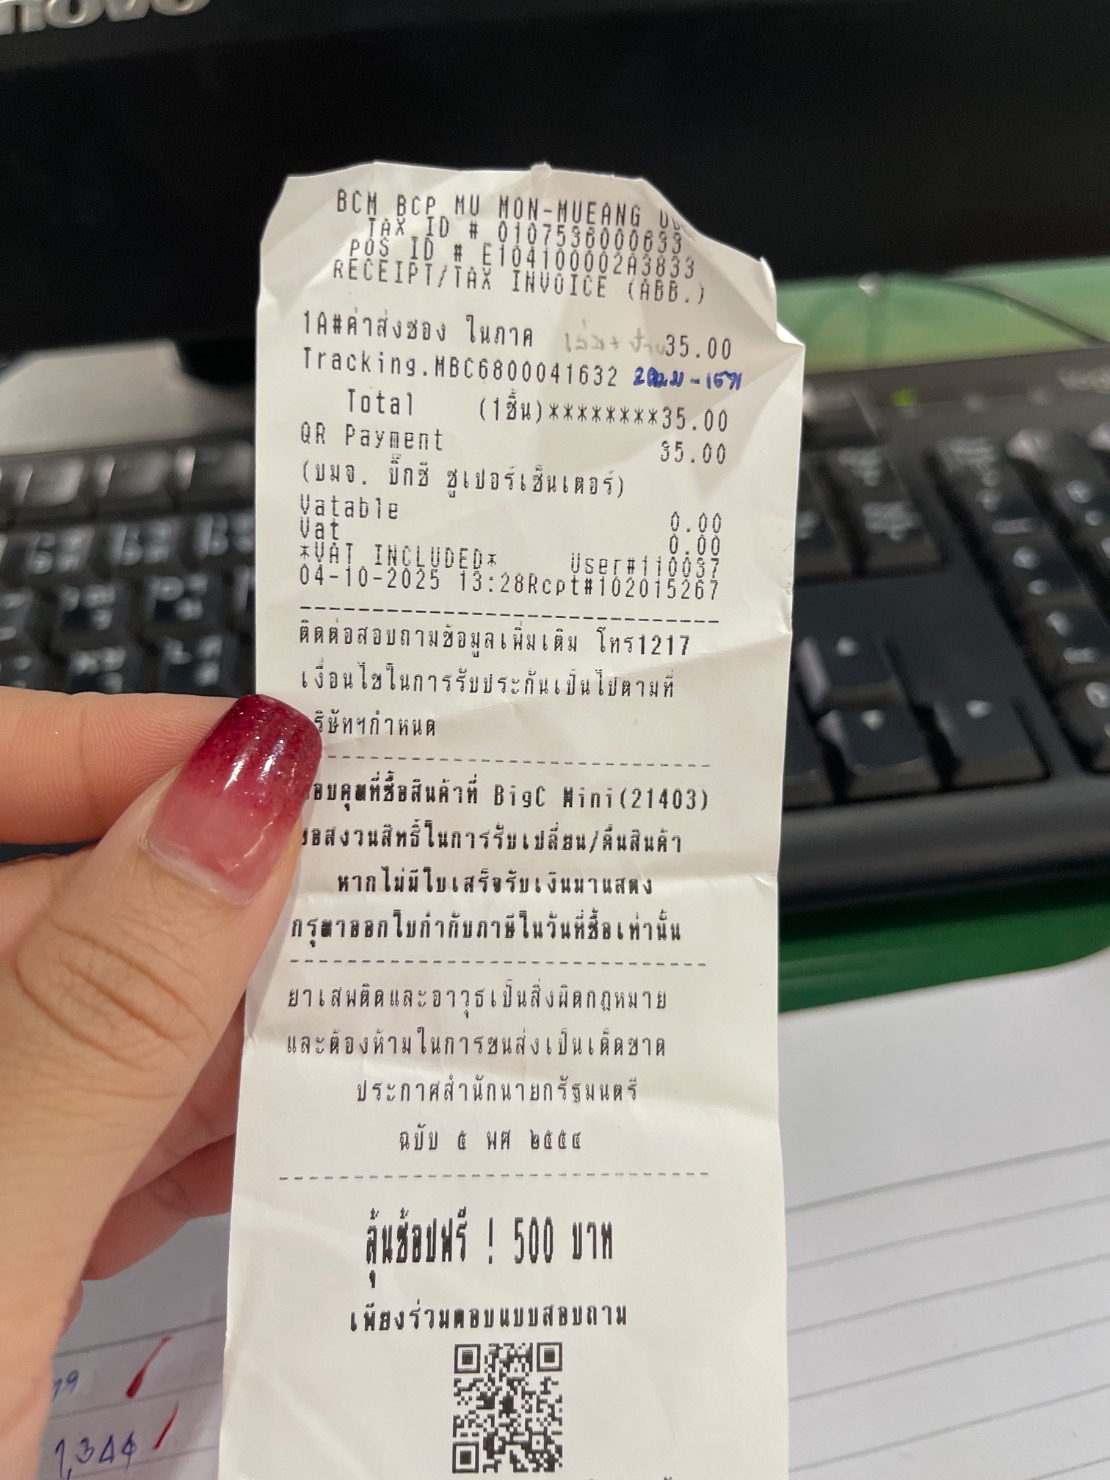 lenovo
BCM BCP MU MON-MUEANG
TAX ID # 0107536000633
POS ID # E104100002A3833
RECEIPT/TAX INVOICE (ABB.)
1A#ค่าส่งซอง ในภาค 35.00
Tracking.MBC6800041632
Total (1ชิ้น)********35.00
QR Payment 35.00
(บมจ. บิ๊กซี ซูเปอร์เซ็นเตอร์)
Vatable 0.00
Vat 0.00
*VAT INCLUDED* User#110037
04-10-2025 13:28Rcpt#102015267
ติดต่อสอบถามข้อมูลเพิ่มเติม โทร1217
เงื่อนไขในการรับประกันเป็นไปตามที่
ริษัทฯกำหนด
อบคุณที่ซื้อสินค้าที่ BigC Mini(21403)
ขอสงวนสิทธิ์ในการรับเปลี่ยน/คืนสินค้า
หากไม่มีใบเสร็จรับเงินมาแสดง
กรุณาออกใบกำกับภาษีในวันที่ซื้อเท่านั้น
ยาเสพติดและอาวุธเป็นสิ่งผิดกฎหมาย
และต้องห้ามในการขนส่งเป็นเด็ดขาด
ประกาศสำนักนายกรัฐมนตรี
ฉบับ ๕ พศ ๒๕๕๔
ลุ้นช้อปฟรี ! 500 บาท
เพียงร่วมตอบแบบสอบถาม
1,344